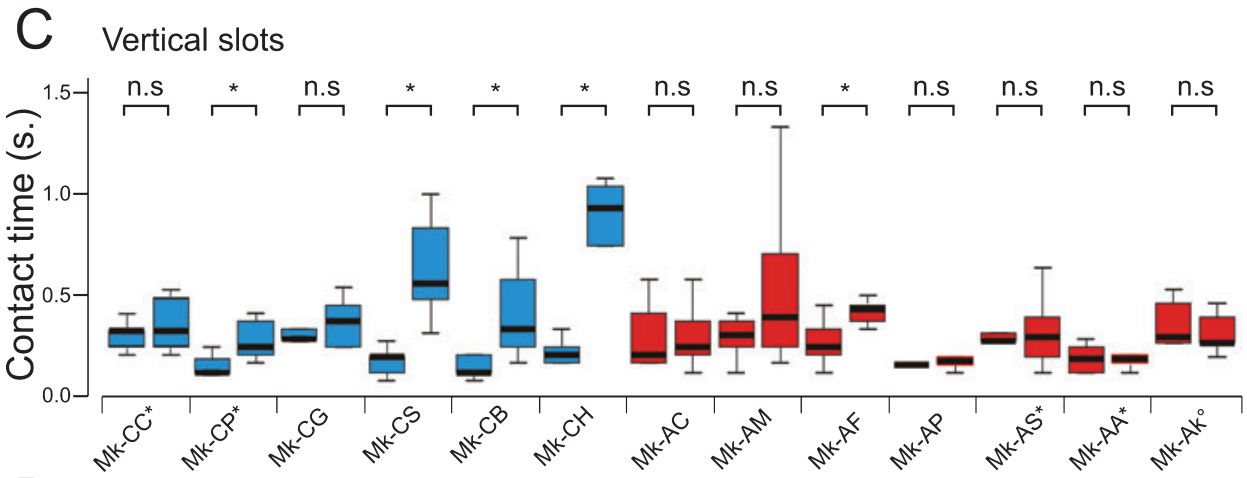 C
Vertical slots
Contact time (s.)
1.5
1.0
0.5
0.0
n.s * n.s * * * n.s n.s * n.s n.s n.s n.s
Mk-CC* Mk-CP* Mk-CG Mk-CS Mk-CB Mk-CH Mk-AC Mk-AM Mk-AF Mk-AP Mk-AS* Mk-AA* Mk-Ak°